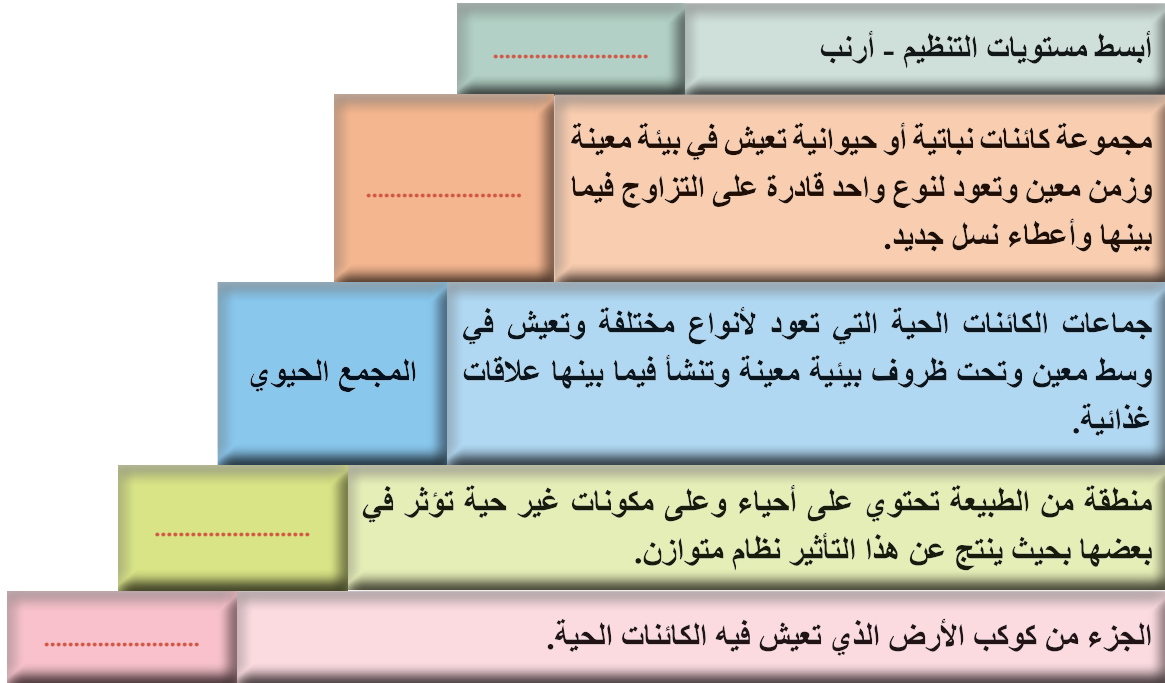 أبسط مستويات التنظيم - أرنب
..........................
مجموعة كائنات نباتية أو حيوانية تعيش في بيئة معينة
وزمن معين وتعود لنوع واحد قادرة على التزاوج فيما
بينها وأعطاء نسل جديد.
..........................
جماعات الكائنات الحية التي تعود لأنواع مختلفة وتعيش في
وسط معين وتحت ظروف بيئية معينة وتنشأ فيما بينها علاقات
غذائية.
المجمع الحيوي
منطقة من الطبيعة تحتوي على أحياء وعلى مكونات غير حية تؤثر في
بعضها بحيث ينتج عن هذا التأثير نظام متوازن.
..........................
الجزء من كوكب الأرض الذي تعيش فيه الكائنات الحية.
..........................